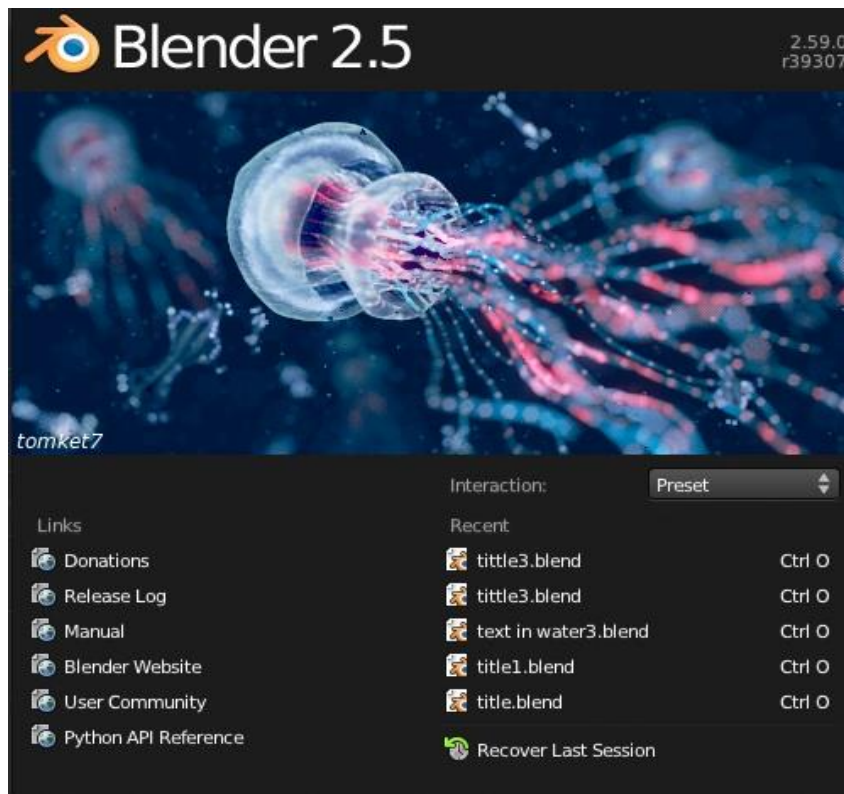 Blender 2.5
2.59.0
r39307
tomket7
Interaction: Preset
Links
Donations
Release Log
Manual
Blender Website
User Community
Python API Reference
Recent
tittle3.blend Ctrl O
tittle3.blend Ctrl O
text in water3.blend Ctrl O
title1.blend Ctrl O
title.blend Ctrl O
Recover Last Session